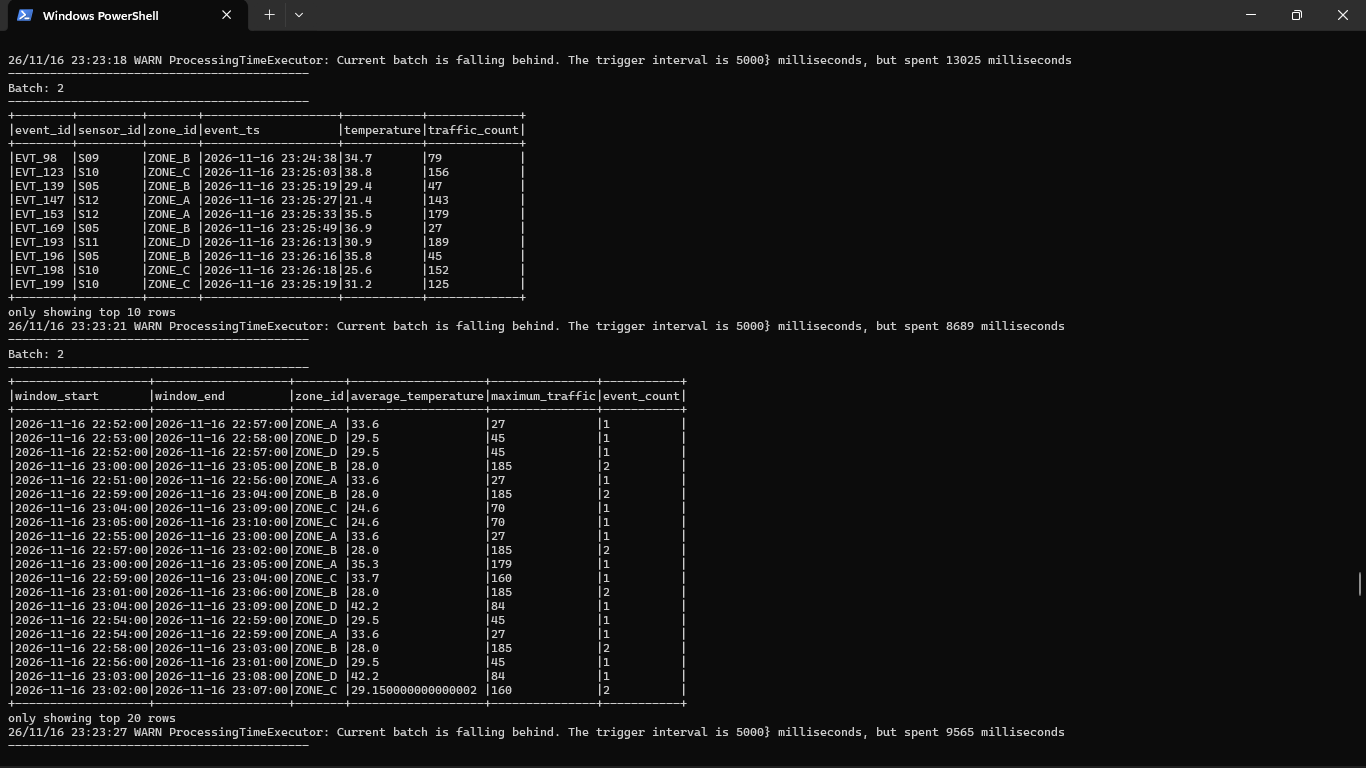 Windows PowerShell
26/11/16 23:23:18 WARN ProcessingTimeExecutor: Current batch is falling behind. The trigger interval is 5000} milliseconds, but spent 13025 milliseconds
-------------------------------------------
Batch: 2
-------------------------------------------
+--------+---------+-------+-------------------+-----------+-------------+
|event_id|sensor_id|zone_id|event_ts           |temperature|traffic_count|
+--------+---------+-------+-------------------+-----------+-------------+
|EVT_98  |S09      |ZONE_B |2026-11-16 23:24:38|34.7       |79           |
|EVT_123 |S10      |ZONE_C |2026-11-16 23:25:03|38.8       |156          |
|EVT_139 |S05      |ZONE_B |2026-11-16 23:25:19|29.4       |47           |
|EVT_147 |S12      |ZONE_A |2026-11-16 23:25:27|21.4       |143          |
|EVT_153 |S12      |ZONE_A |2026-11-16 23:25:33|35.5       |179          |
|EVT_169 |S05      |ZONE_B |2026-11-16 23:25:49|36.9       |27           |
|EVT_193 |S11      |ZONE_D |2026-11-16 23:26:13|30.9       |189          |
|EVT_196 |S05      |ZONE_B |2026-11-16 23:26:16|35.8       |45           |
|EVT_198 |S10      |ZONE_C |2026-11-16 23:26:18|25.6       |152          |
|EVT_199 |S10      |ZONE_C |2026-11-16 23:25:19|31.2       |125          |
+--------+---------+-------+-------------------+-----------+-------------+
only showing top 10 rows
26/11/16 23:23:21 WARN ProcessingTimeExecutor: Current batch is falling behind. The trigger interval is 5000} milliseconds, but spent 8689 milliseconds
-------------------------------------------
Batch: 2
-------------------------------------------
+-------------------+-------------------+-------+-------------------+---------------+-----------+
|window_start       |window_end         |zone_id|average_temperature|maximum_traffic|event_count|
+-------------------+-------------------+-------+-------------------+---------------+-----------+
|2026-11-16 22:52:00|2026-11-16 22:57:00|ZONE_A |33.6               |27             |1          |
|2026-11-16 22:53:00|2026-11-16 22:58:00|ZONE_D |29.5               |45             |1          |
|2026-11-16 22:52:00|2026-11-16 22:57:00|ZONE_D |29.5               |45             |1          |
|2026-11-16 23:00:00|2026-11-16 23:05:00|ZONE_B |28.0               |185            |2          |
|2026-11-16 22:51:00|2026-11-16 22:56:00|ZONE_A |33.6               |27             |1          |
|2026-11-16 22:59:00|2026-11-16 23:04:00|ZONE_B |28.0               |185            |2          |
|2026-11-16 23:04:00|2026-11-16 23:09:00|ZONE_C |24.6               |70             |1          |
|2026-11-16 23:05:00|2026-11-16 23:10:00|ZONE_C |24.6               |70             |1          |
|2026-11-16 22:55:00|2026-11-16 23:00:00|ZONE_A |33.6               |27             |1          |
|2026-11-16 22:57:00|2026-11-16 23:02:00|ZONE_B |28.0               |185            |2          |
|2026-11-16 23:00:00|2026-11-16 23:05:00|ZONE_A |35.3               |179            |1          |
|2026-11-16 22:59:00|2026-11-16 23:04:00|ZONE_C |33.7               |160            |1          |
|2026-11-16 23:01:00|2026-11-16 23:06:00|ZONE_B |28.0               |185            |2          |
|2026-11-16 23:04:00|2026-11-16 23:09:00|ZONE_D |42.2               |84             |1          |
|2026-11-16 22:54:00|2026-11-16 22:59:00|ZONE_D |29.5               |45             |1          |
|2026-11-16 22:54:00|2026-11-16 22:59:00|ZONE_A |33.6               |27             |1          |
|2026-11-16 22:58:00|2026-11-16 23:03:00|ZONE_B |28.0               |185            |2          |
|2026-11-16 22:56:00|2026-11-16 23:01:00|ZONE_D |29.5               |45             |1          |
|2026-11-16 23:03:00|2026-11-16 23:08:00|ZONE_D |42.2               |84             |1          |
|2026-11-16 23:02:00|2026-11-16 23:07:00|ZONE_C |29.150000000000002 |160            |2          |
+-------------------+-------------------+-------+-------------------+---------------+-----------+
only showing top 20 rows
26/11/16 23:23:27 WARN ProcessingTimeExecutor: Current batch is falling behind. The trigger interval is 5000} milliseconds, but spent 9565 milliseconds
-------------------------------------------